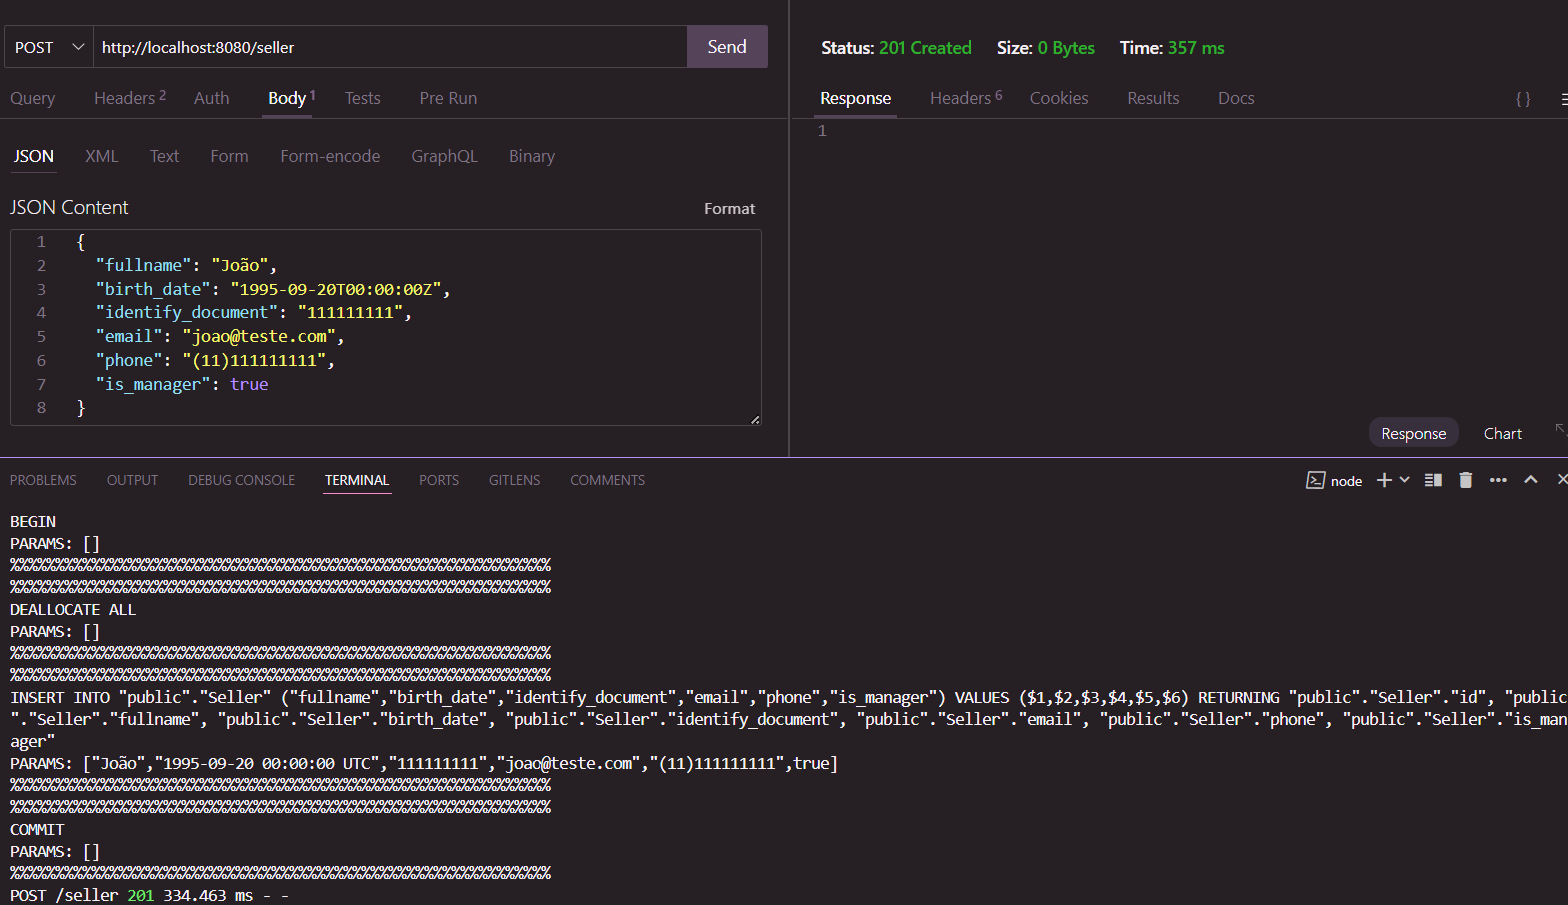 POST http://localhost:8080/seller Send
Query Headers 2 Auth Body 1 Tests Pre Run
JSON XML Text Form Form-encode GraphQL Binary
JSON Content Format
1 {
2 "fullname": "João",
3 "birth_date": "1995-09-20T00:00:00Z",
4 "identify_document": "111111111",
5 "email": "joao@teste.com",
6 "phone": "(11)111111111",
7 "is_manager": true
8 }
Status: 201 Created Size: 0 Bytes Time: 357 ms
Response Headers 6 Cookies Results Docs { }
1
Response Chart
PROBLEMS OUTPUT DEBUG CONSOLE TERMINAL PORTS GITLENS COMMENTS node
BEGIN
PARAMS: []
%%%%%%%%%%%%%%%%%%%%%%%%%%%%%%%%%%%%%%%%%%%%%%%%%%%%%%%%%%%%
%%%%%%%%%%%%%%%%%%%%%%%%%%%%%%%%%%%%%%%%%%%%%%%%%%%%%%%%%%%%
DEALLOCATE ALL
PARAMS: []
%%%%%%%%%%%%%%%%%%%%%%%%%%%%%%%%%%%%%%%%%%%%%%%%%%%%%%%%%%%%
%%%%%%%%%%%%%%%%%%%%%%%%%%%%%%%%%%%%%%%%%%%%%%%%%%%%%%%%%%%%
INSERT INTO "public"."Seller" ("fullname","birth_date","identify_document","email","phone","is_manager") VALUES ($1,$2,$3,$4,$5,$6) RETURNING "public"."Seller"."id", "public
"."Seller"."fullname", "public"."Seller"."birth_date", "public"."Seller"."identify_document", "public"."Seller"."email", "public"."Seller"."phone", "public"."Seller"."is_man
ager"
PARAMS: ["João","1995-09-20 00:00:00 UTC","111111111","joao@teste.com","(11)111111111",true]
%%%%%%%%%%%%%%%%%%%%%%%%%%%%%%%%%%%%%%%%%%%%%%%%%%%%%%%%%%%%
%%%%%%%%%%%%%%%%%%%%%%%%%%%%%%%%%%%%%%%%%%%%%%%%%%%%%%%%%%%%
COMMIT
PARAMS: []
%%%%%%%%%%%%%%%%%%%%%%%%%%%%%%%%%%%%%%%%%%%%%%%%%%%%%%%%%%%%
POST /seller 201 334.463 ms - -